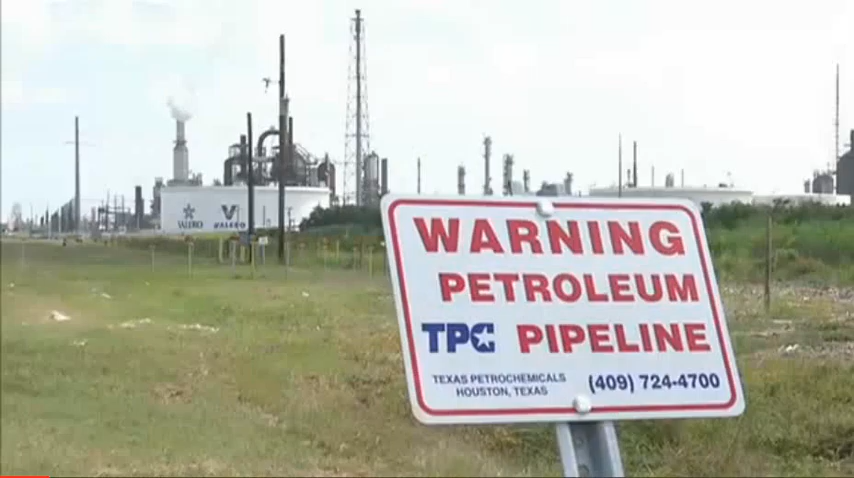 WARNING
PETROLEUM
TPC PIPELINE
TEXAS PETROCHEMICALS
HOUSTON, TEXAS
(409) 724-4700
VALERO
VALERO